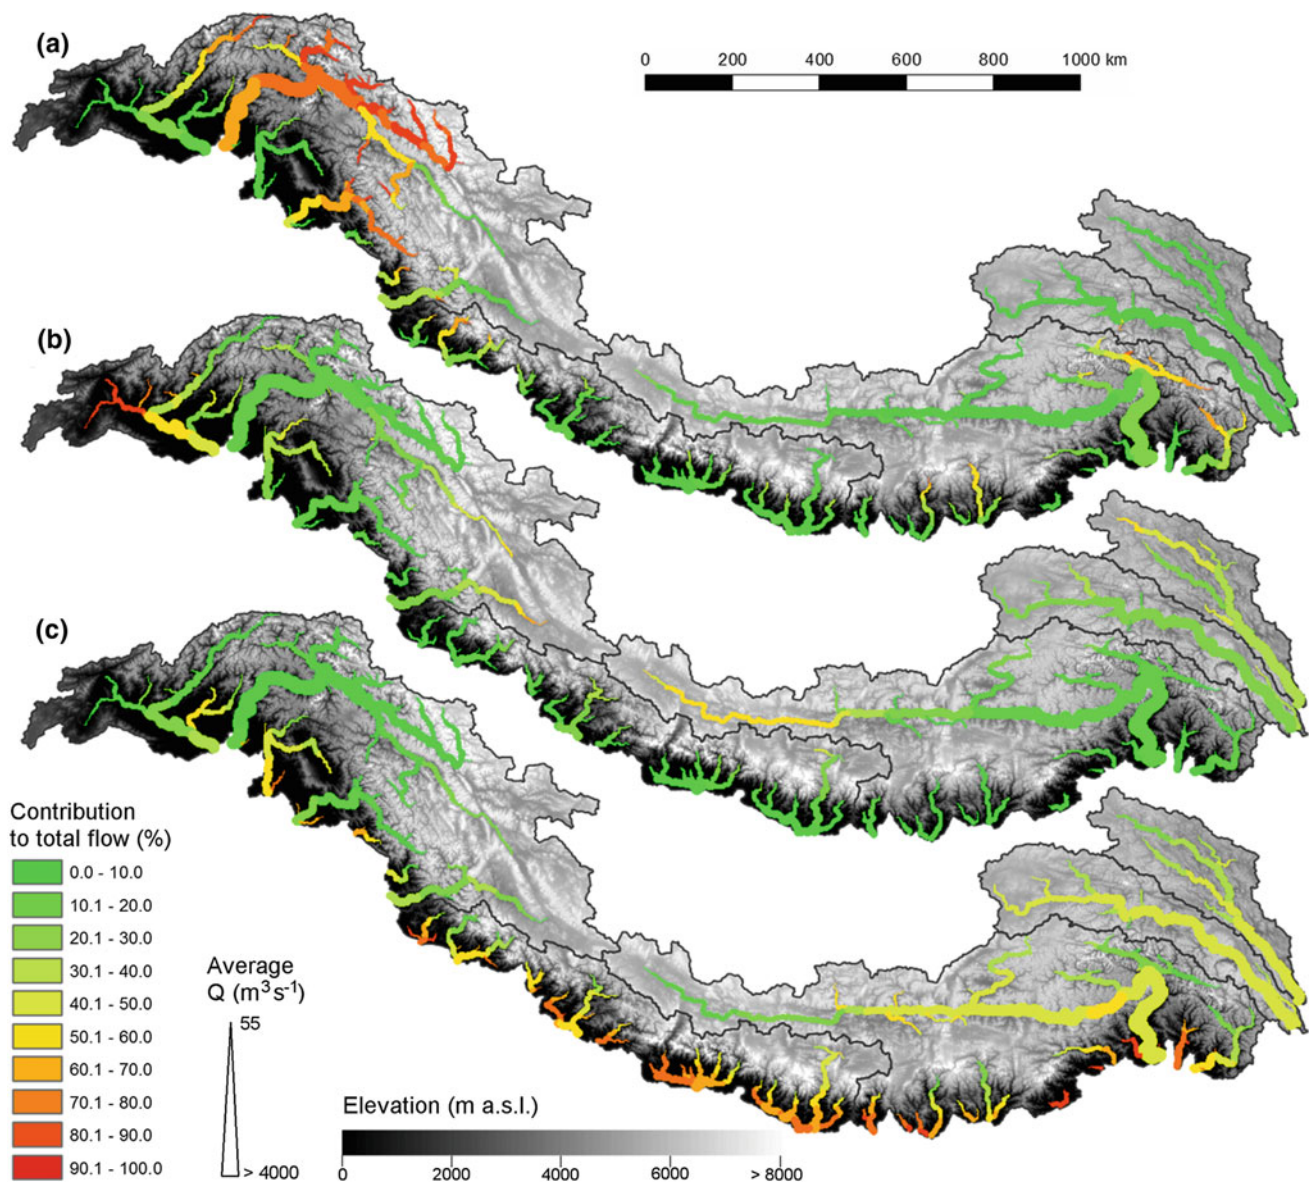 (a)
0 200 400 600 800 1000 km
(b)
(c)
Contribution
to total flow (%)
0.0 - 10.0
10.1 - 20.0
20.1 - 30.0
30.1 - 40.0
40.1 - 50.0
50.1 - 60.0
60.1 - 70.0
70.1 - 80.0
80.1 - 90.0
90.1 - 100.0
Average
Q (m³s⁻¹)
55
> 4000
Elevation (m a.s.l.)
0 2000 4000 6000 > 8000